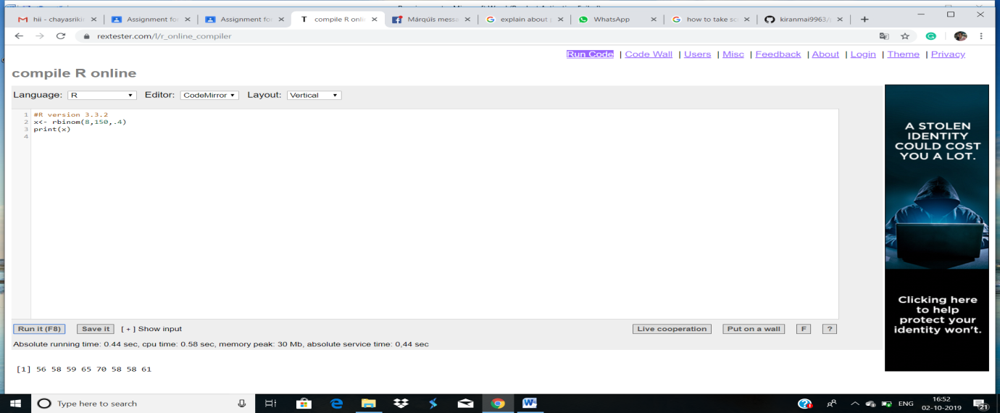 hii - chayasrikir
Assignment for
Assignment for
compile R onli
Márqúîs messa
explain about
WhatsApp
how to take sc
kiranmai9963/
rextester.com/l/r_online_compiler
Run Code | Code Wall | Users | Misc | Feedback | About | Login | Theme | Privacy
compile R online
Language: R Editor: CodeMirror Layout: Vertical
1 #R version 3.3.2
2 x<- rbinom(8,150,.4)
3 print(x)
4
A STOLEN
IDENTITY
COULD COST
YOU A LOT.
Clicking here
to help
protect your
identity won't.
Run it (F8) Save it [ + ] Show input Live cooperation Put on a wall F ?
Absolute running time: 0.44 sec, cpu time: 0.58 sec, memory peak: 30 Mb, absolute service time: 0,44 sec
[1] 56 58 59 65 70 58 58 61
Type here to search
ENG
16:52
02-10-2019
21